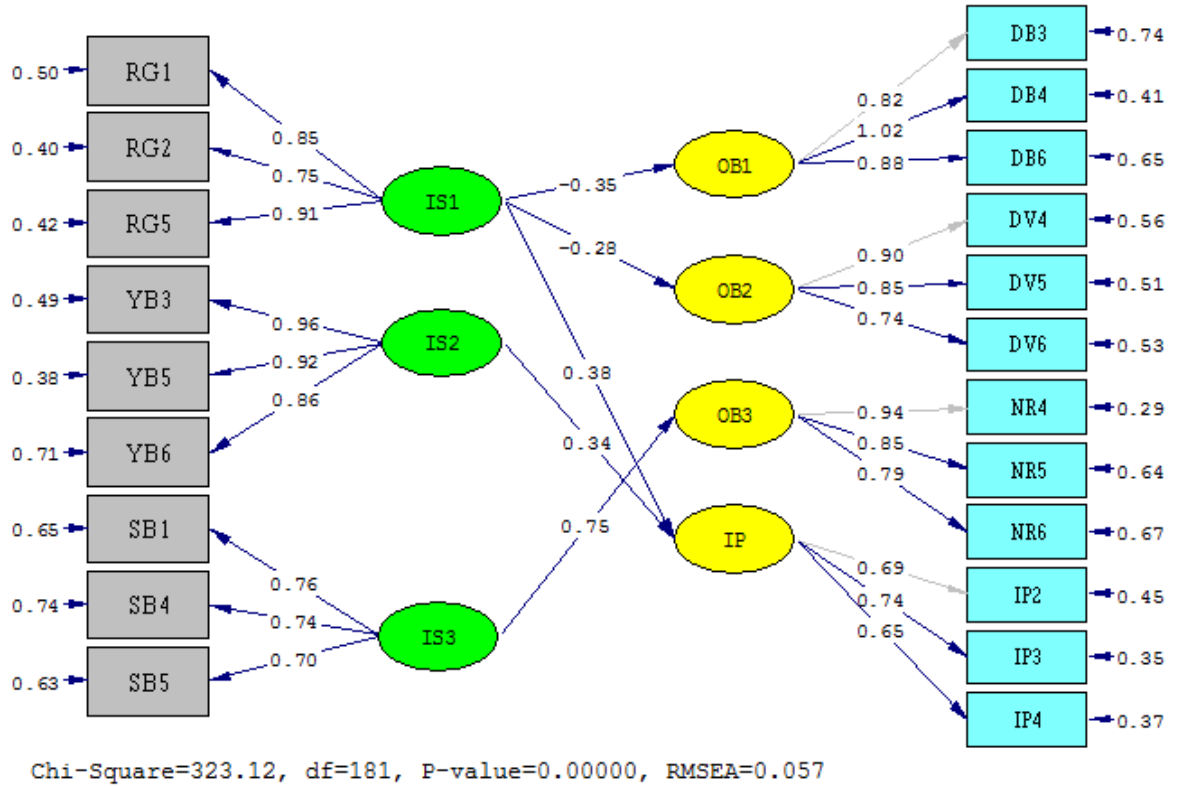 0.50 RG1
0.40 RG2
0.42 RG5
0.49 YB3
0.38 YB5
0.71 YB6
0.65 SB1
0.74 SB4
0.63 SB5
0.85
0.75
0.91
0.96
0.92
0.86
0.76
0.74
0.70
IS1
IS2
IS3
-0.35
-0.28
0.38
0.34
0.75
OB1
OB2
OB3
IP
0.82
1.02
0.88
0.90
0.85
0.74
0.94
0.85
0.79
0.69
0.74
0.65
DB3 0.74
DB4 0.41
DB6 0.65
DV4 0.56
DV5 0.51
DV6 0.53
NR4 0.29
NR5 0.64
NR6 0.67
IP2 0.45
IP3 0.35
IP4 0.37
Chi-Square=323.12, df=181, P-value=0.00000, RMSEA=0.057